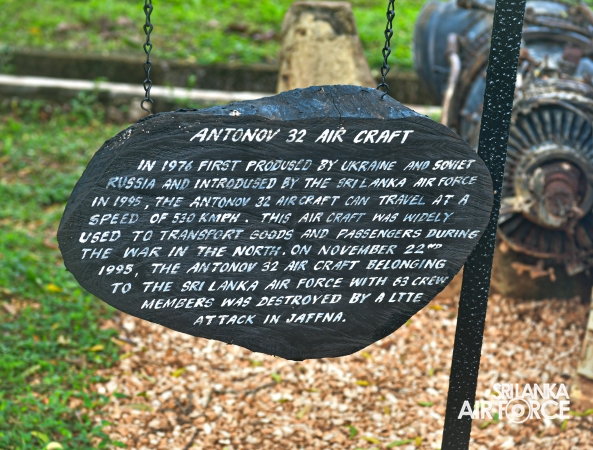 ANTONOV 32 AIR CRAFT
IN 1976 FIRST PRODUSED BY UKRAINE AND SOVIET
RUSSIA AND INTRODUSED BY THE SRI LANKA AIR FORCE
IN 1995, THE ANTONOV 32 AIR CRAFT CAN TRAVEL AT A
SPEED OF 530 KMPH. THIS AIR CRAFT WAS WIDELY
USED TO TRANSPORT GOODS AND PASSENGERS DURING
THE WAR IN THE NORTH. ON NOVEMBER 22ND
1995, THE ANTONOV 32 AIR CRAFT BELONGING
TO THE SRI LANKA AIR FORCE WITH 63 CREW
MEMBERS WAS DESTROYED BY A LTTE
ATTACK IN JAFFNA.
SRI LANKA
AIR FORCE